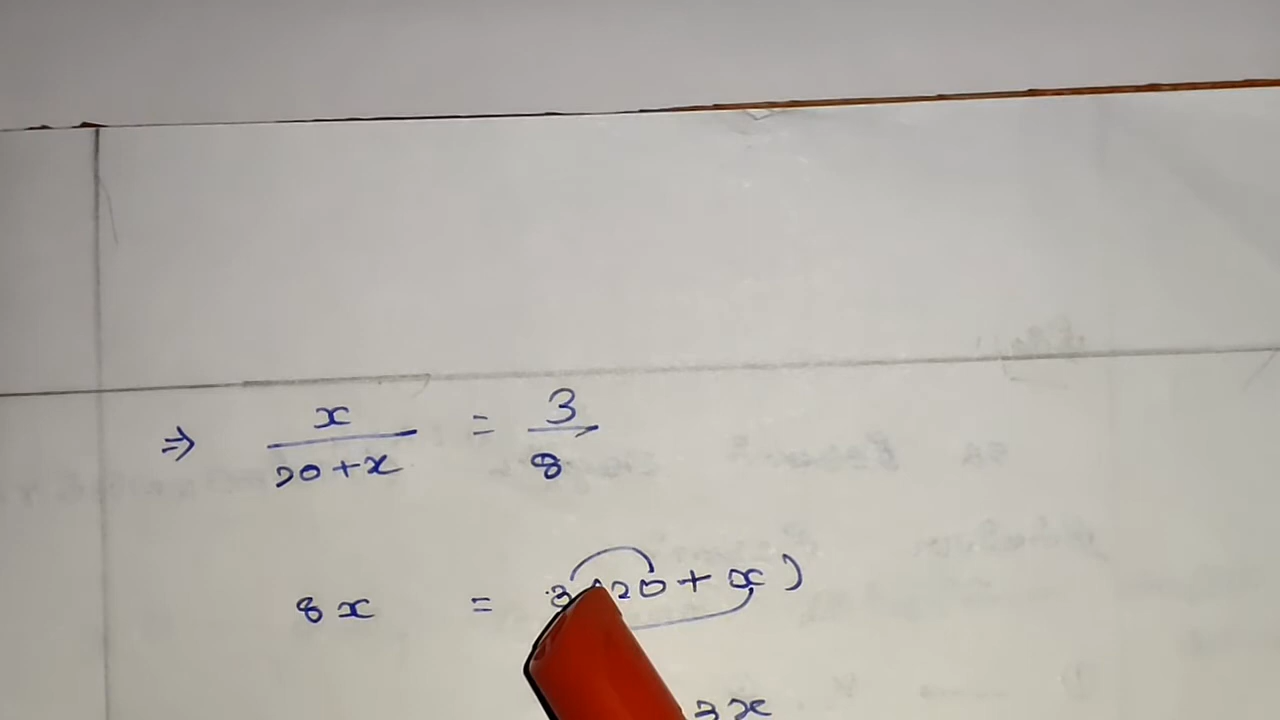 ⇒ x/(20+x) = 3/8
8x = 3(20+x)
3x